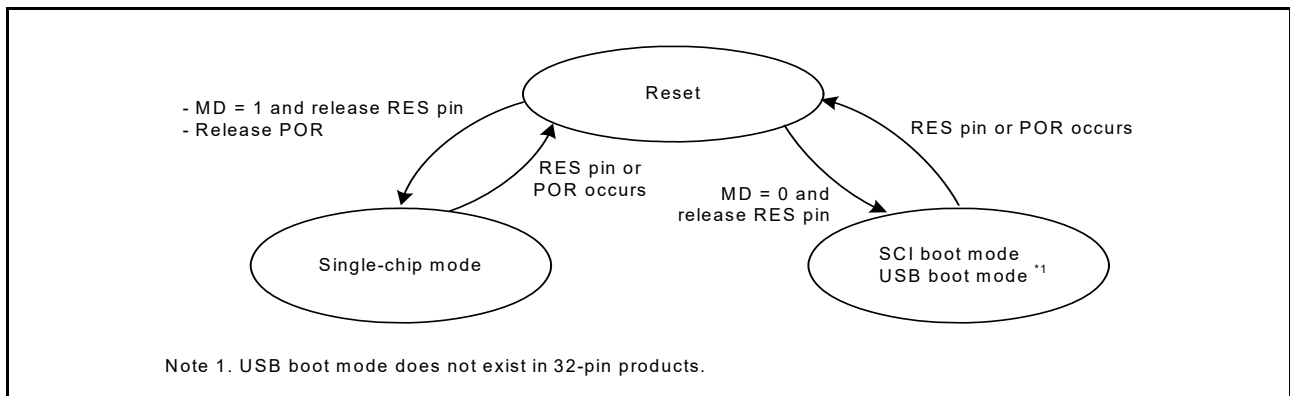 Reset
- MD = 1 and release RES pin
- Release POR
RES pin or
POR occurs
RES pin or POR occurs
MD = 0 and
release RES pin
Single-chip mode
SCI boot mode
USB boot mode *1
Note 1. USB boot mode does not exist in 32-pin products.